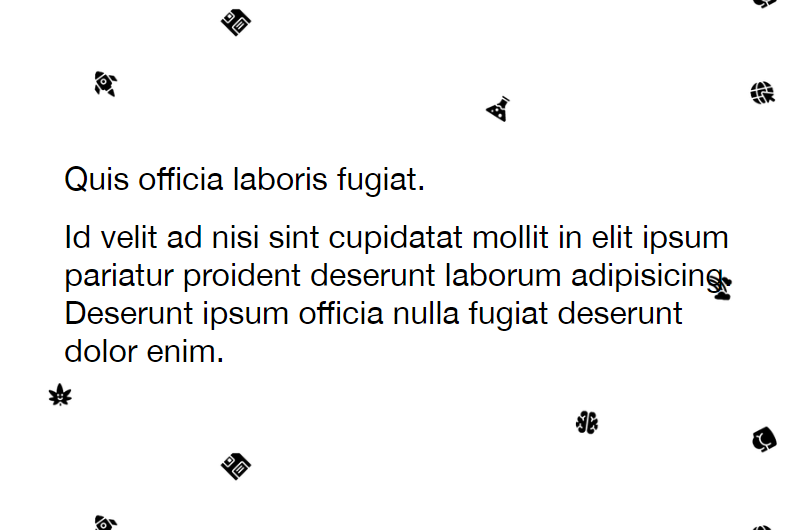 Quis officia laboris fugiat.
Id velit ad nisi sint cupidatat mollit in elit ipsum
pariatur proident deserunt laborum adipisicing.
Deserunt ipsum officia nulla fugiat deserunt
dolor enim.